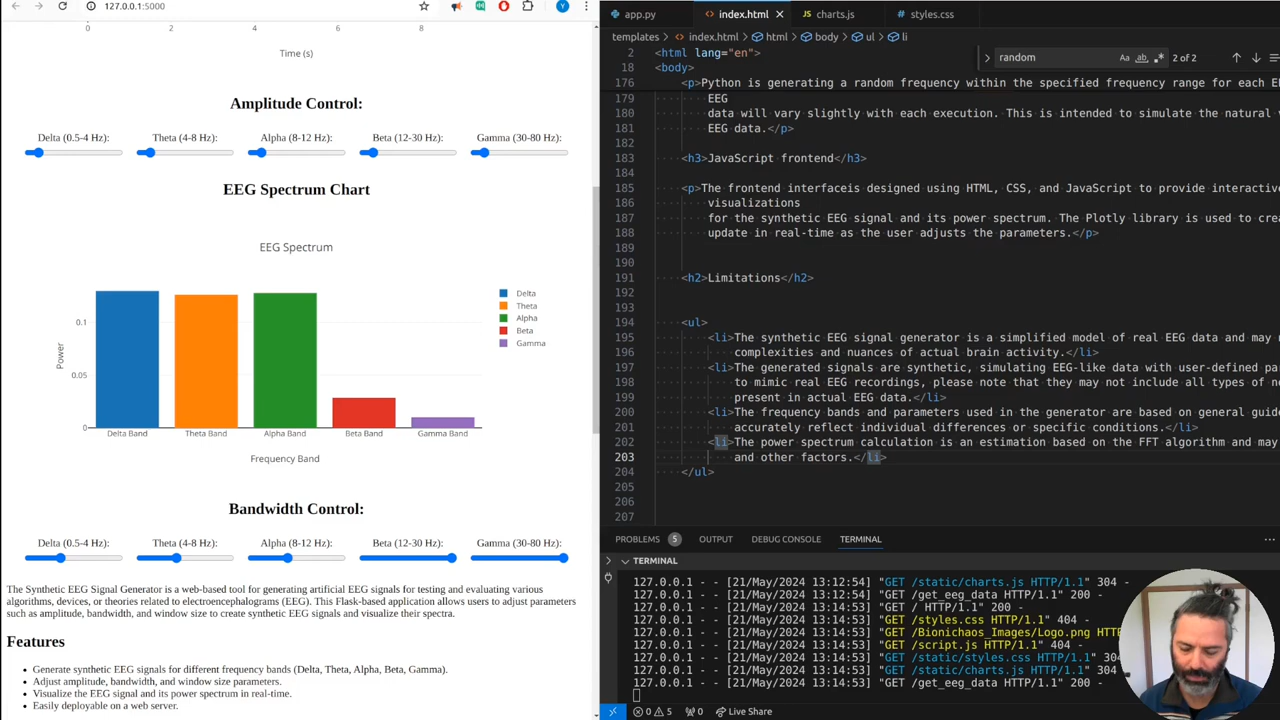 127.0.0.1:5000
0 2 4 6 8
Time (s)
Amplitude Control:
Delta (0.5-4 Hz): Theta (4-8 Hz): Alpha (8-12 Hz): Beta (12-30 Hz): Gamma (30-80 Hz):
EEG Spectrum Chart
EEG Spectrum
Delta
Theta
Alpha
Beta
Gamma
0.1
0.05
0
Power
Delta Band Theta Band Alpha Band Beta Band Gamma Band
Frequency Band
Bandwidth Control:
Delta (0.5-4 Hz): Theta (4-8 Hz): Alpha (8-12 Hz): Beta (12-30 Hz): Gamma (30-80 Hz):
The Synthetic EEG Signal Generator is a web-based tool for generating artificial EEG signals for testing and evaluating various
algorithms, devices, or theories related to electroencephalograms (EEG). This Flask-based application allows users to adjust parameters
such as amplitude, bandwidth, and window size to create synthetic EEG signals and visualize their spectra.
Features
• Generate synthetic EEG signals for different frequency bands (Delta, Theta, Alpha, Beta, Gamma).
• Adjust amplitude, bandwidth, and window size parameters.
• Visualize the EEG signal and its power spectrum in real-time.
• Easily deployable on a web server.
app.py index.html charts.js styles.css
templates > index.html > html > body > ul > li
random Aa ab 2 of 2
2 <html lang="en">
18 <body>
176 <p>Python is generating a random frequency within the specified frequency range for each EE
179 EEG
180 data will vary slightly with each execution. This is intended to simulate the natural v
181 EEG data.</p>
182
183 <h3>JavaScript frontend</h3>
184
185 <p>The frontend interfaceis designed using HTML, CSS, and JavaScript to provide interactiv
186 visualizations
187 for the synthetic EEG signal and its power spectrum. The Plotly library is used to crea
188 update in real-time as the user adjusts the parameters.</p>
189
190
191 <h2>Limitations</h2>
192
193
194 <ul>
195 <li>The synthetic EEG signal generator is a simplified model of real EEG data and may n
196 complexities and nuances of actual brain activity.</li>
197 <li>The generated signals are synthetic, simulating EEG-like data with user-defined pa
198 to mimic real EEG recordings, please note that they may not include all types of no
199 present in actual EEG data.</li>
200 <li>The frequency bands and parameters used in the generator are based on general guide
201 accurately reflect individual differences or specific conditions.</li>
202 <li>The power spectrum calculation is an estimation based on the FFT algorithm and may
203 and other factors.</li>
204 </ul>
205
206
207
PROBLEMS 5 OUTPUT DEBUG CONSOLE TERMINAL
TERMINAL
127.0.0.1 - - [21/May/2024 13:12:54] "GET /static/charts.js HTTP/1.1" 304 -
127.0.0.1 - - [21/May/2024 13:12:54] "GET /get_eeg_data HTTP/1.1" 200 -
127.0.0.1 - - [21/May/2024 13:14:53] "GET / HTTP/1.1" 200 -
127.0.0.1 - - [21/May/2024 13:14:53] "GET /styles.css HTTP/1.1" 404 -
127.0.0.1 - - [21/May/2024 13:14:53] "GET /Bionichaos_Images/Logo.png HTTP
127.0.0.1 - - [21/May/2024 13:14:53] "GET /script.js HTTP/1.1" 404 -
127.0.0.1 - - [21/May/2024 13:14:53] "GET /static/styles.css HTTP/1.1" 304
127.0.0.1 - - [21/May/2024 13:14:53] "GET /static/charts.js HTTP/1.1" 304 -
127.0.0.1 - - [21/May/2024 13:14:53] "GET /get_eeg_data HTTP/1.1" 200 -
0 5 0 Live Share